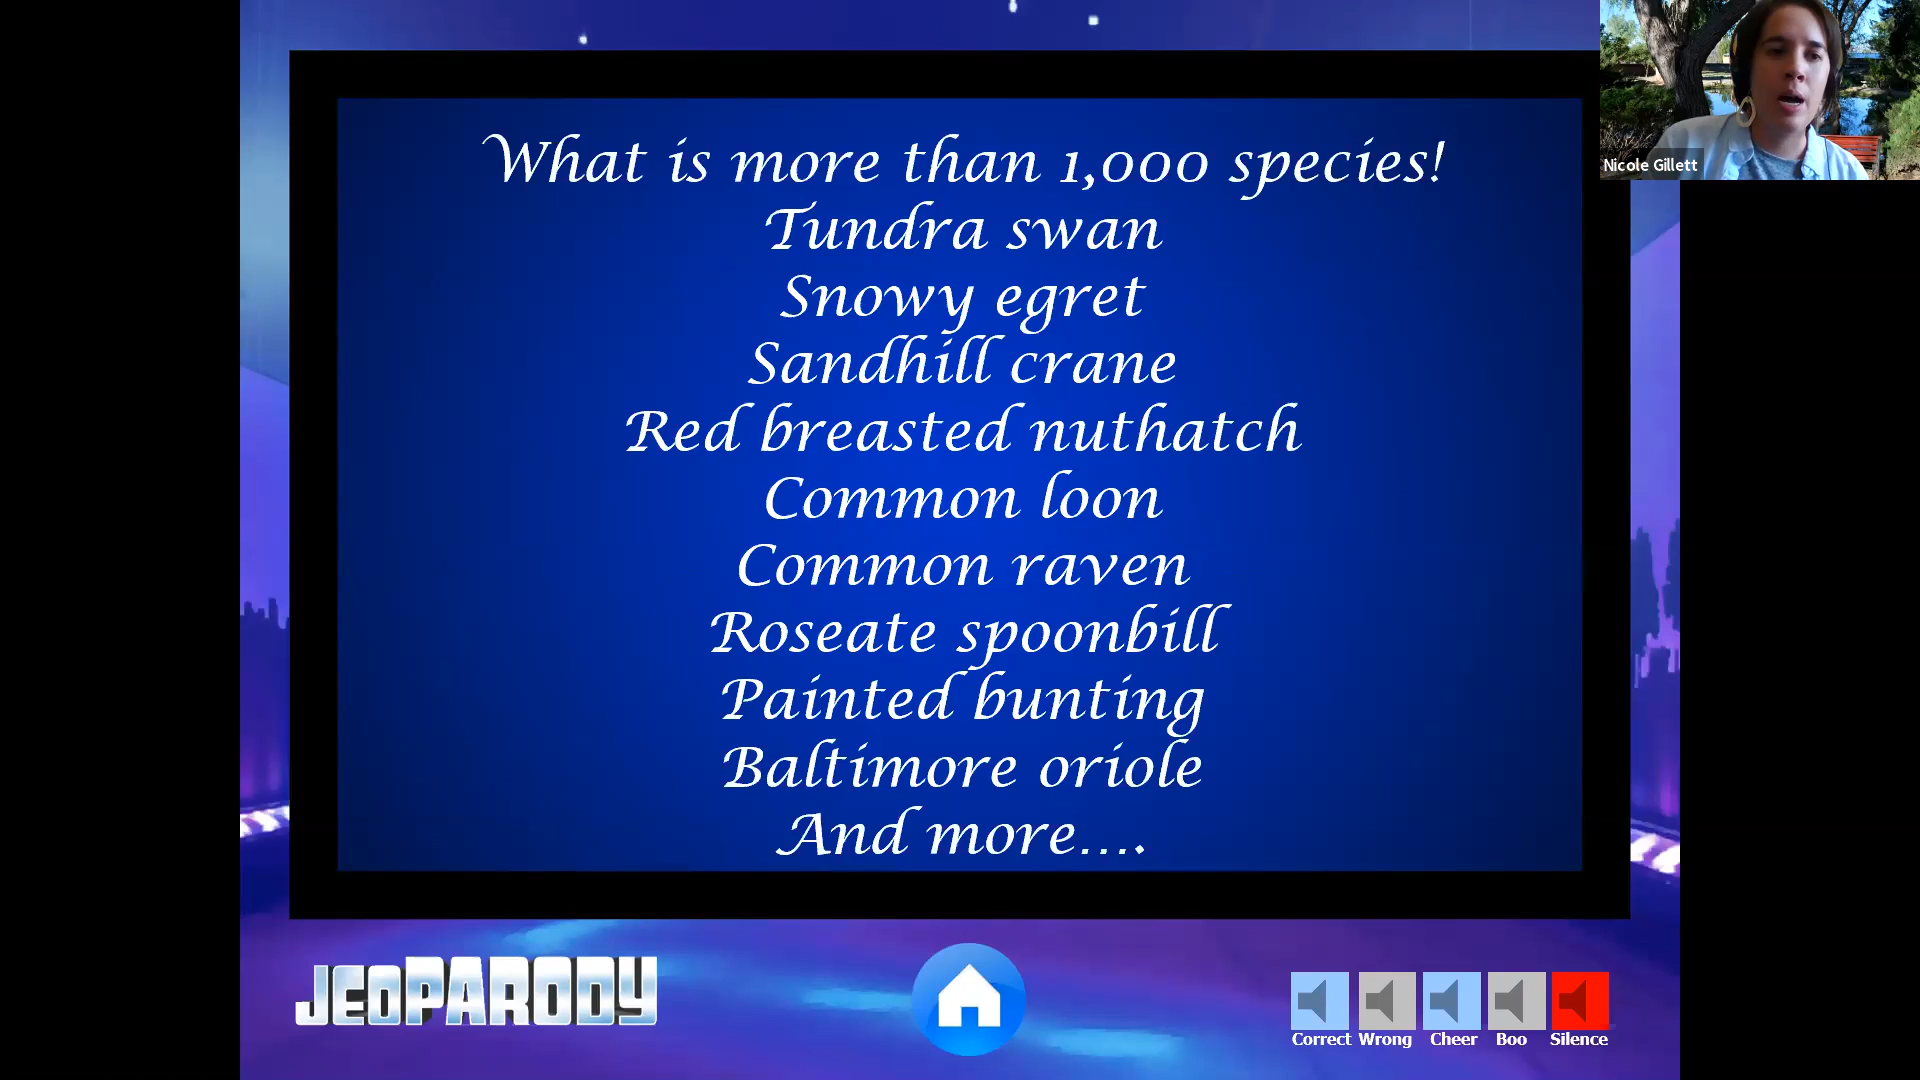 What is more than 1,000 species!
Tundra swan
Snowy egret
Sandhill crane
Red breasted nuthatch
Common loon
Common raven
Roseate spoonbill
Painted bunting
Baltimore oriole
And more....
Nicole Gillett
JEOPARODY
Correct Wrong Cheer Boo Silence